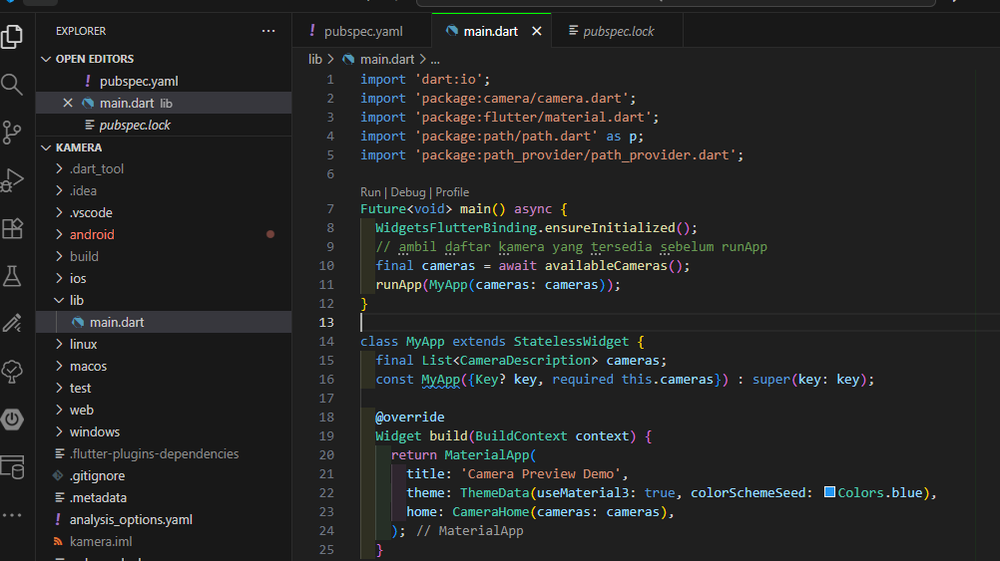 EXPLORER
OPEN EDITORS
pubspec.yaml
main.dart lib
pubspec.lock
KAMERA
.dart_tool
.idea
.vscode
android
build
ios
lib
main.dart
linux
macos
test
web
windows
.flutter-plugins-dependencies
.gitignore
.metadata
analysis_options.yaml
kamera.iml
pubspec.yaml
main.dart
pubspec.lock
lib > main.dart > ...
1 import 'dart:io';
2 import 'package:camera/camera.dart';
3 import 'package:flutter/material.dart';
4 import 'package:path/path.dart' as p;
5 import 'package:path_provider/path_provider.dart';
6
Run | Debug | Profile
7 Future<void> main() async {
8 WidgetsFlutterBinding.ensureInitialized();
9 // ambil daftar kamera yang tersedia sebelum runApp
10 final cameras = await availableCameras();
11 runApp(MyApp(cameras: cameras));
12 }
13
14 class MyApp extends StatelessWidget {
15 final List<CameraDescription> cameras;
16 const MyApp({Key? key, required this.cameras}) : super(key: key);
17
18 @override
19 Widget build(BuildContext context) {
20 return MaterialApp(
21 title: 'Camera Preview Demo',
22 theme: ThemeData(useMaterial3: true, colorSchemeSeed: Colors.blue),
23 home: CameraHome(cameras: cameras),
24 ); // MaterialApp
25 }